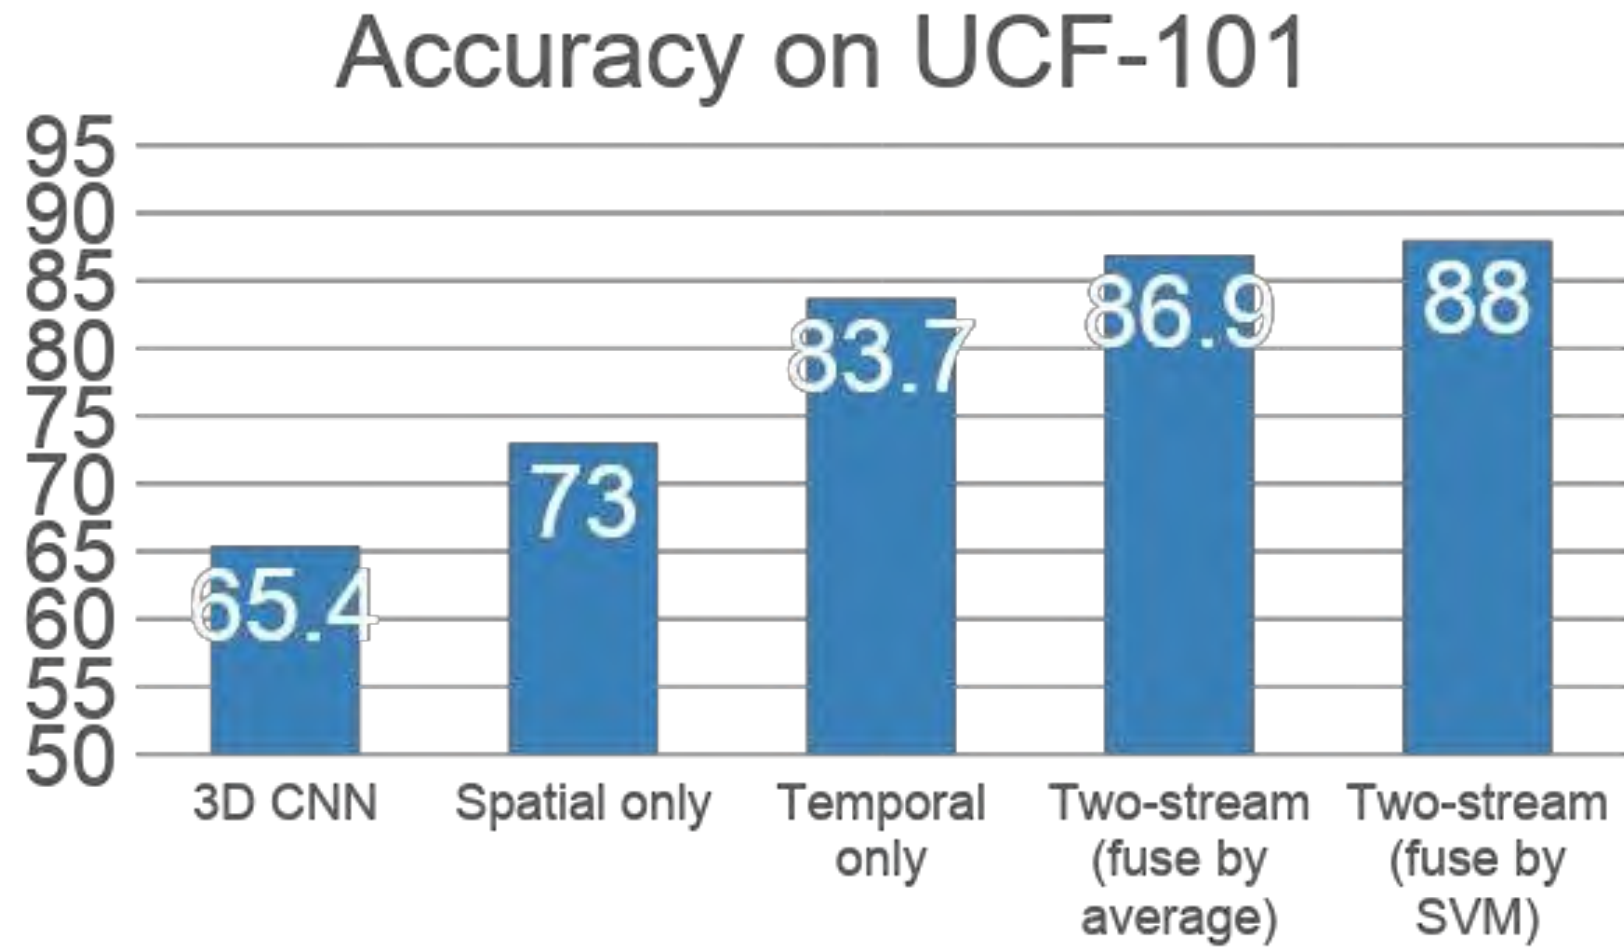 Accuracy on UCF-101
95
90
85
80
75
70
65
60
55
50
65.4
73
83.7
86.9
88
3D CNN
Spatial only
Temporal
only
Two-stream
(fuse by
average)
Two-stream
(fuse by
SVM)